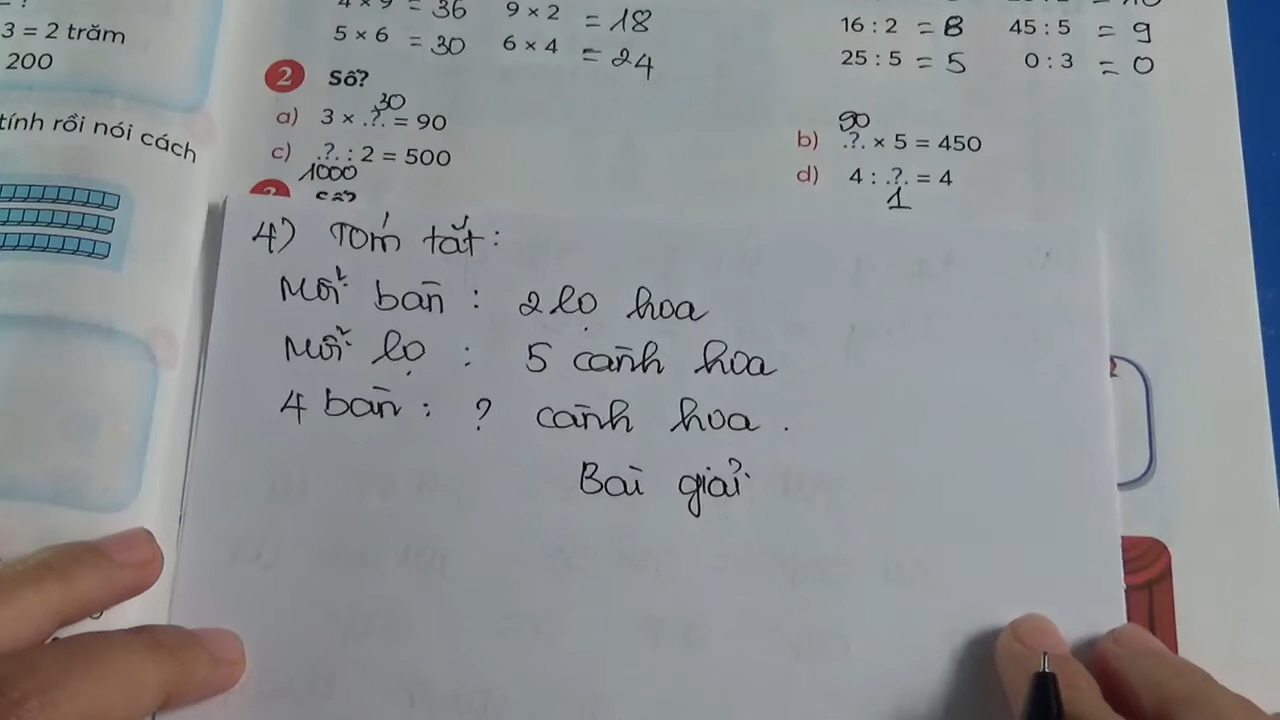 3 = 2 trăm
200
tính rồi nói cách
4 × 9 = 36 9 × 2 = 18
5 × 6 = 30 6 × 4 = 24
16 : 2 = 8 45 : 5 = 9
25 : 5 = 5 0 : 3 = 0
2 Số?
30
a) 3 × .?. = 90
90
b) .?. × 5 = 450
c) .?. : 2 = 500
1000
d) 4 : .?. = 4
1
4) Tóm tắt:
Mỗi bàn : 2 lọ hoa
Mỗi lọ : 5 cành hoa
4 bàn : ? cành hoa .
Bài giải